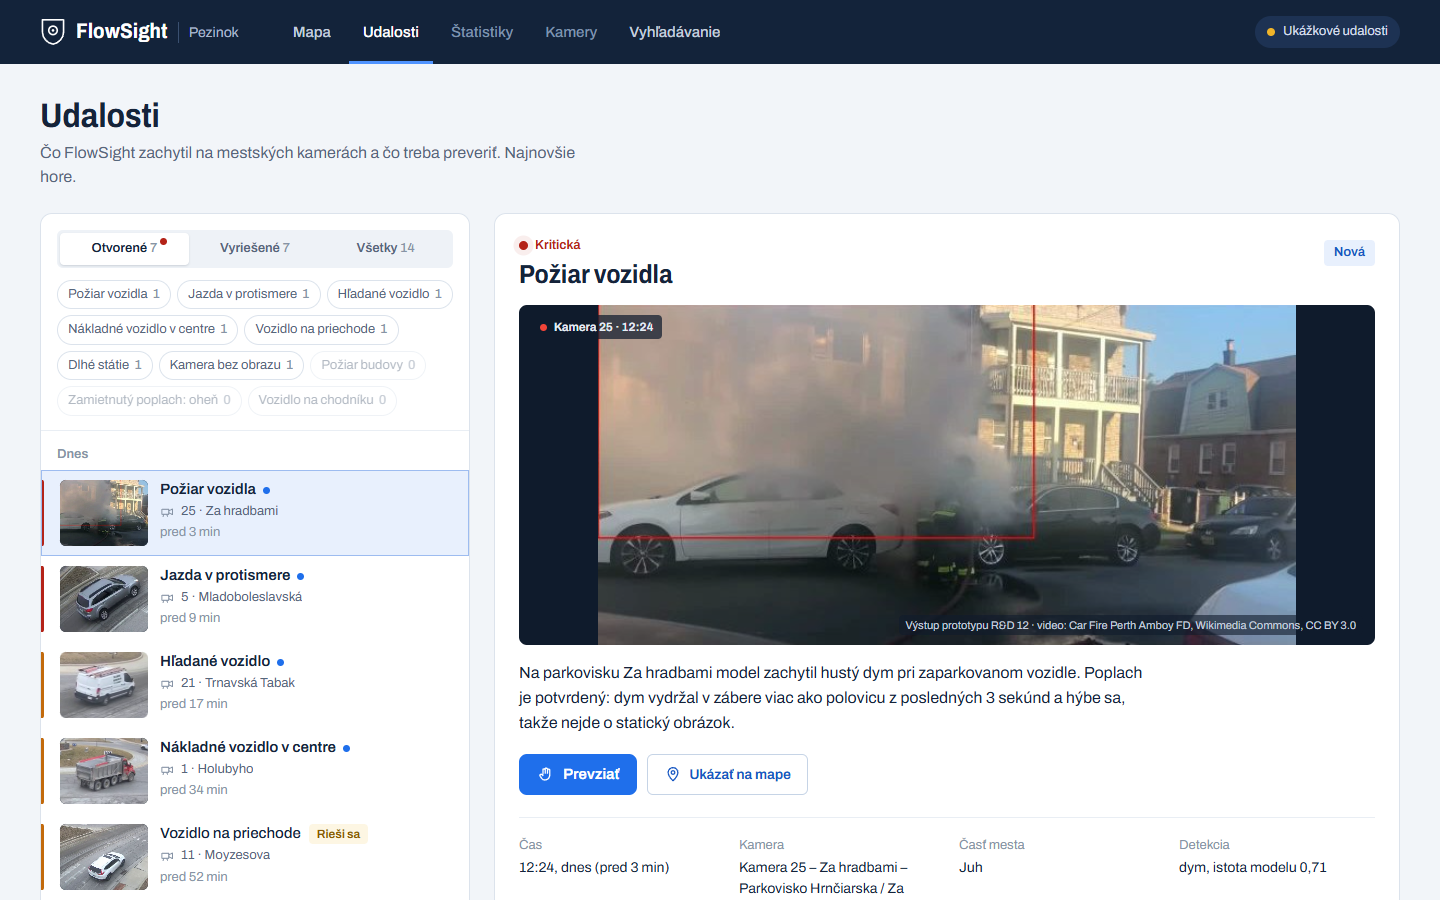 FlowSight
Pezinok
Mapa
Udalosti
Štatistiky
Kamery
Vyhľadávanie
Ukážkové udalosti
Udalosti
Čo FlowSight zachytil na mestských kamerách a čo treba preveriť. Najnovšie
hore.
Otvorené 7
Vyriešené 7
Všetky 14
Požiar vozidla 1
Jazda v protismere 1
Hľadané vozidlo 1
Nákladné vozidlo v centre 1
Vozidlo na priechode 1
Dlhé státie 1
Kamera bez obrazu 1
Požiar budovy 0
Zamietnutý poplach: oheň 0
Vozidlo na chodníku 0
Dnes
Požiar vozidla
25 · Za hradbami
pred 3 min
Jazda v protismere
5 · Mladoboleslavská
pred 9 min
Hľadané vozidlo
21 · Trnavská Tabak
pred 17 min
Nákladné vozidlo v centre
1 · Holubyho
pred 34 min
Vozidlo na priechode Rieši sa
11 · Moyzesova
pred 52 min
Kritická
Požiar vozidla
Nová
Kamera 25 · 12:24
Výstup prototypu R&D 12 · video: Car Fire Perth Amboy FD, Wikimedia Commons, CC BY 3.0
Na parkovisku Za hradbami model zachytil hustý dym pri zaparkovanom vozidle. Poplach
je potvrdený: dym vydržal v zábere viac ako polovicu z posledných 3 sekúnd a hýbe sa,
takže nejde o statický obrázok.
Prevziať
Ukázať na mape
Čas
12:24, dnes (pred 3 min)
Kamera
Kamera 25 – Za hradbami –
Parkovisko Hrnčiarska / Za
Časť mesta
Juh
Detekcia
dym, istota modelu 0,71